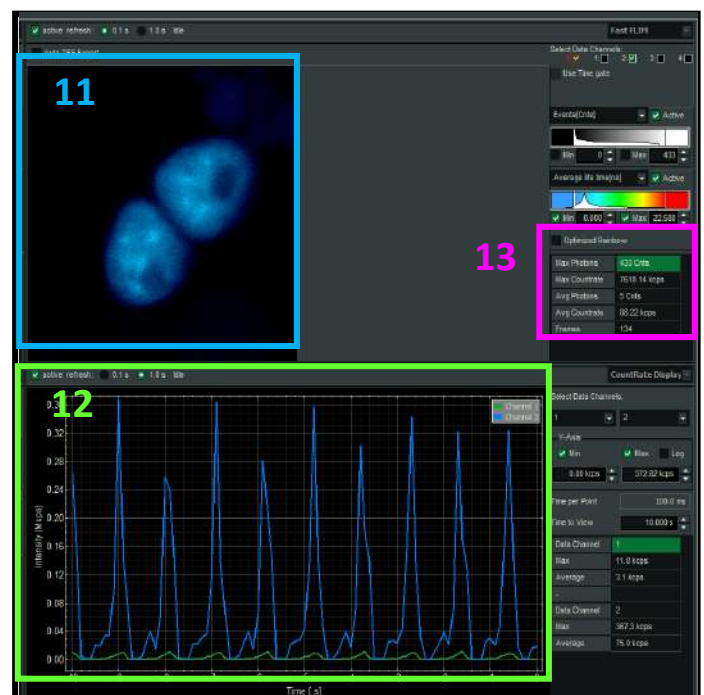 active refresh: 0.1 s 1.0 s Idle Fast FLIM
Select Data Channels:
1: 2: 3: 4:
11
Use Time gate
Events[Cnts] Active
Min 0 Max 433
Average life time[ns] Active
Min 0.000 Max 22.580
13
Optimized Rainbow
Max Photons 433 Cnts
Max Countrate 7618.14 kcps
Avg Photons 5 Cnts
Avg Countrate 88.22 kcps
Frames 134
active refresh: 0.1 s 1.0 s Idle CountRate Display
12
Select Data Channels:
1 2
Channel 1
Channel 2
Y-Axis
Min Max Log
0.00 kcps 372.82 kcps
Time per Point 100.0 ms
Time to View 10.000 s
Data Channel 1
Max 11.8 kcps
Average 3.1 kcps
-
Data Channel 2
Max 367.3 kcps
Average 75.0 kcps
Intensity [Mcps]
0.32
0.28
0.24
0.20
0.16
0.12
0.08
0.04
0.00
Time [ s]